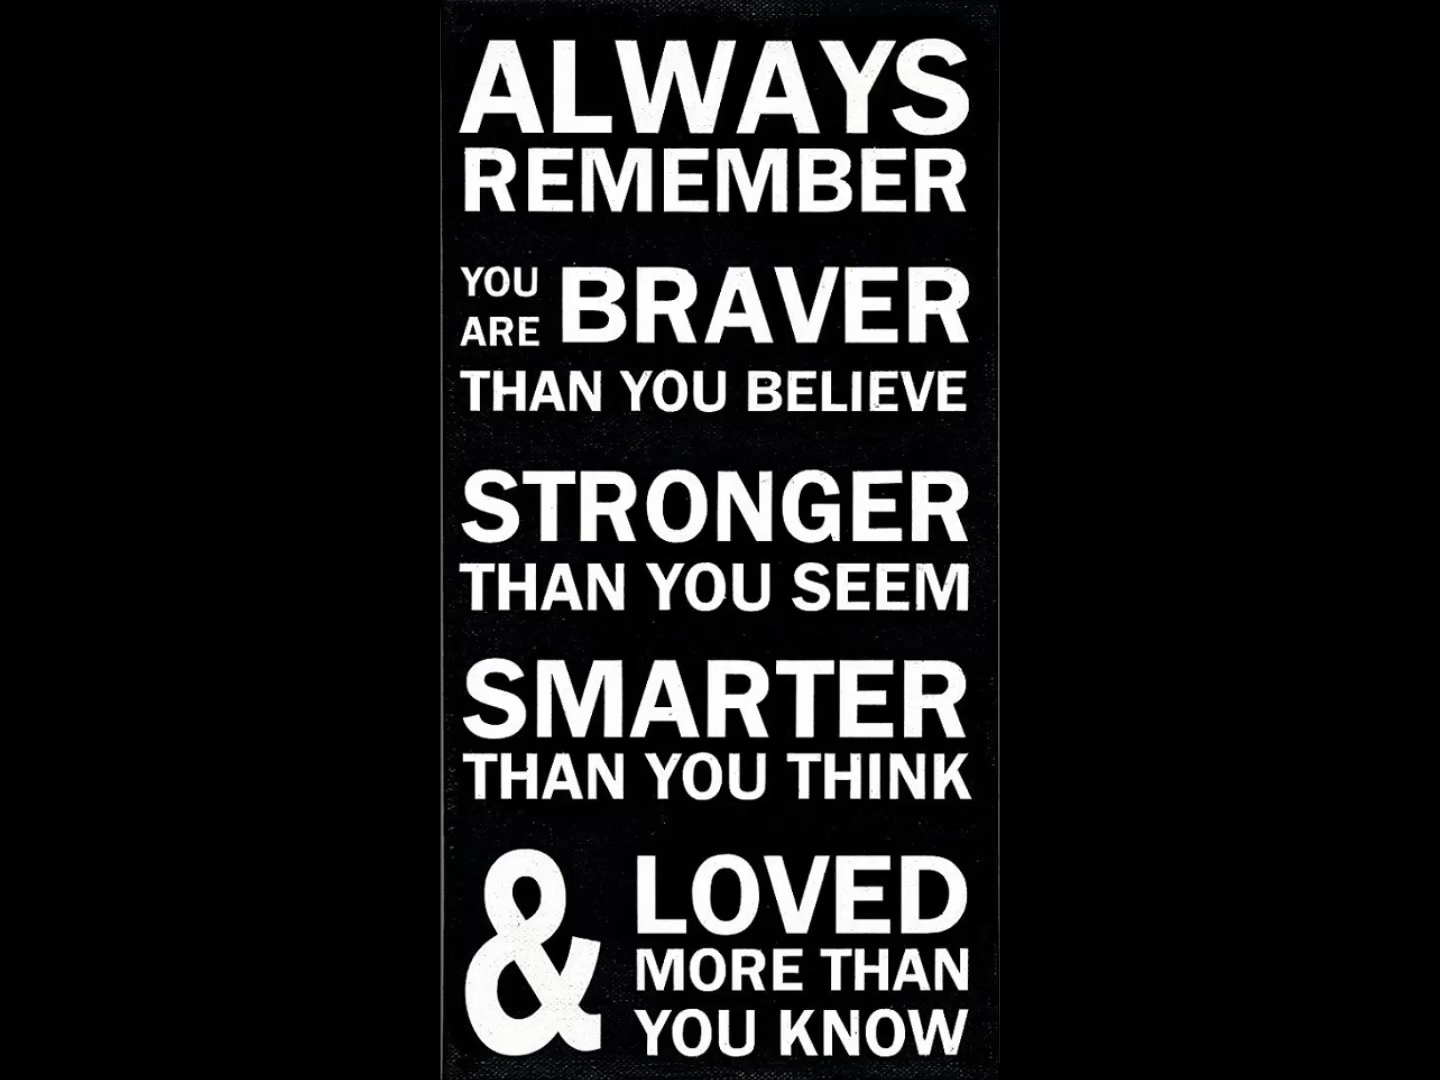 ALWAYS
REMEMBER
YOU
ARE
BRAVER
THAN YOU BELIEVE
STRONGER
THAN YOU SEEM
SMARTER
THAN YOU THINK
&
LOVED
MORE THAN
YOU KNOW